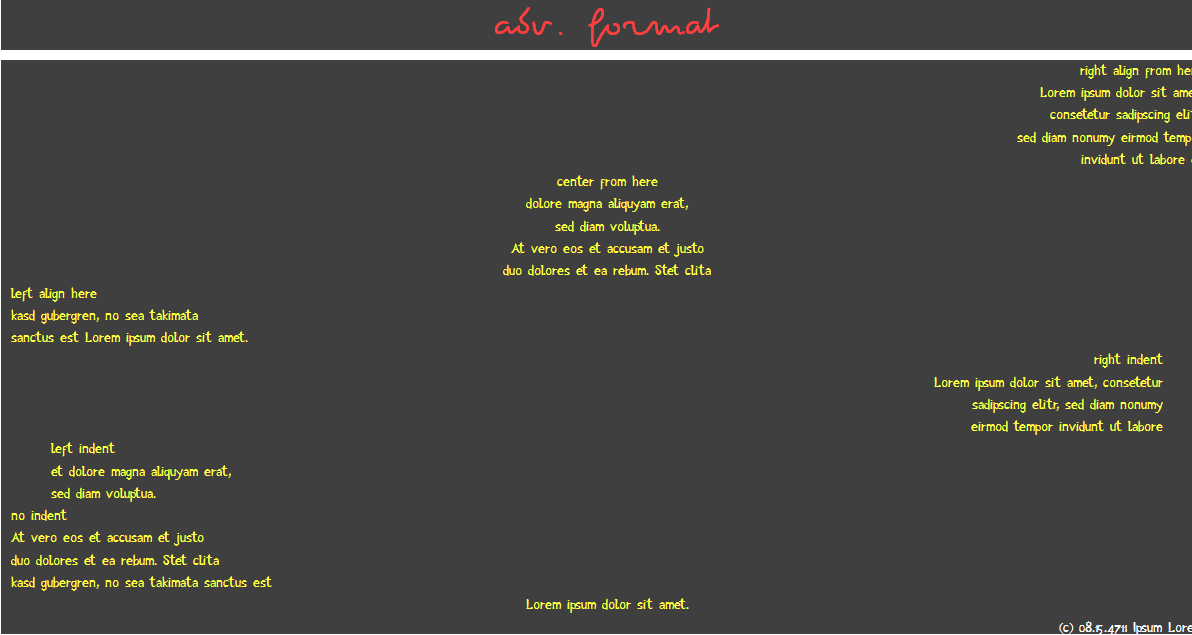 adv. format
right align from her
Lorem ipsum dolor sit ame
consetetur sadipscing elit
sed diam nonumy eirmod temp
invidunt ut labore
center from here
dolore magna aliquyam erat,
sed diam voluptua.
At vero eos et accusam et justo
duo dolores et ea rebum. Stet clita
left align here
kasd gubergren, no sea takimata
sanctus est Lorem ipsum dolor sit amet.
right indent
Lorem ipsum dolor sit amet, consetetur
sadipscing elitr, sed diam nonumy
eirmod tempor invidunt ut labore
left indent
et dolore magna aliquyam erat,
sed diam voluptua.
no indent
At vero eos et accusam et justo
duo dolores et ea rebum. Stet clita
kasd gubergren, no sea takimata sanctus est
Lorem ipsum dolor sit amet.
(c) 08.15.4711 Ipsum Lore